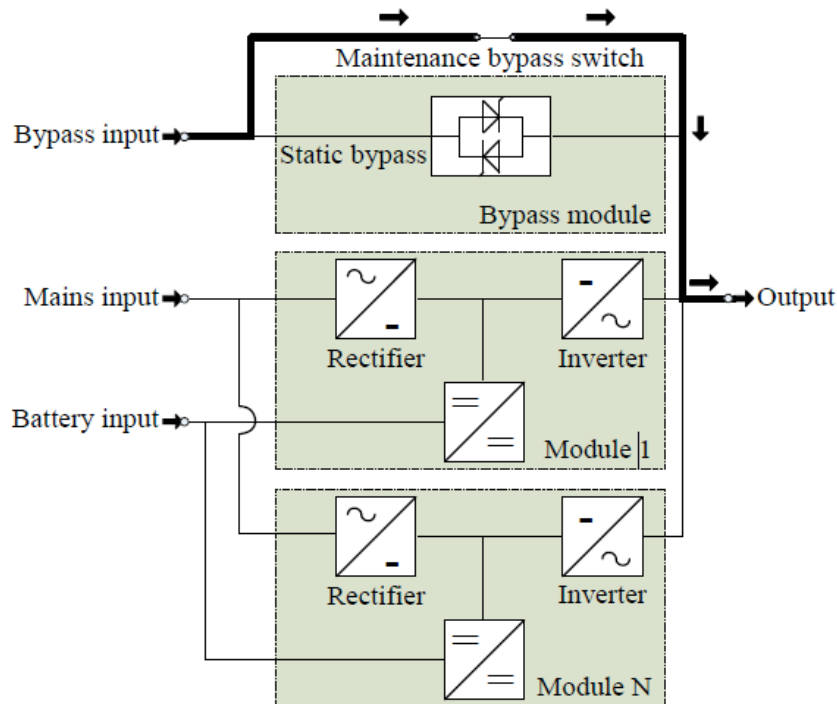 Maintenance bypass switch
Bypass input
Static bypass
Bypass module
Mains input
Output
Rectifier
Inverter
Battery input
Module 1
Rectifier
Inverter
Module N